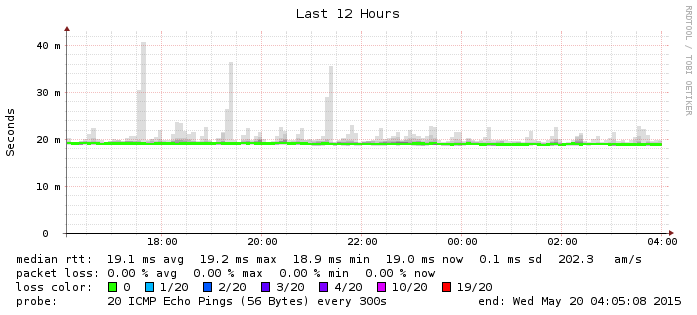 Last 12 Hours
RRDTOOL / TOBI OETIKER
Seconds
40 m
30 m
20 m
10 m
0
18:00 20:00 22:00 00:00 02:00 04:00
median rtt: 19.1 ms avg 19.2 ms max 18.9 ms min 19.0 ms now 0.1 ms sd 202.3 am/s
packet loss: 0.00 % avg 0.00 % max 0.00 % min 0.00 % now
loss color: 0 1/20 2/20 3/20 4/20 10/20 19/20
probe: 20 ICMP Echo Pings (56 Bytes) every 300s end: Wed May 20 04:05:08 2015